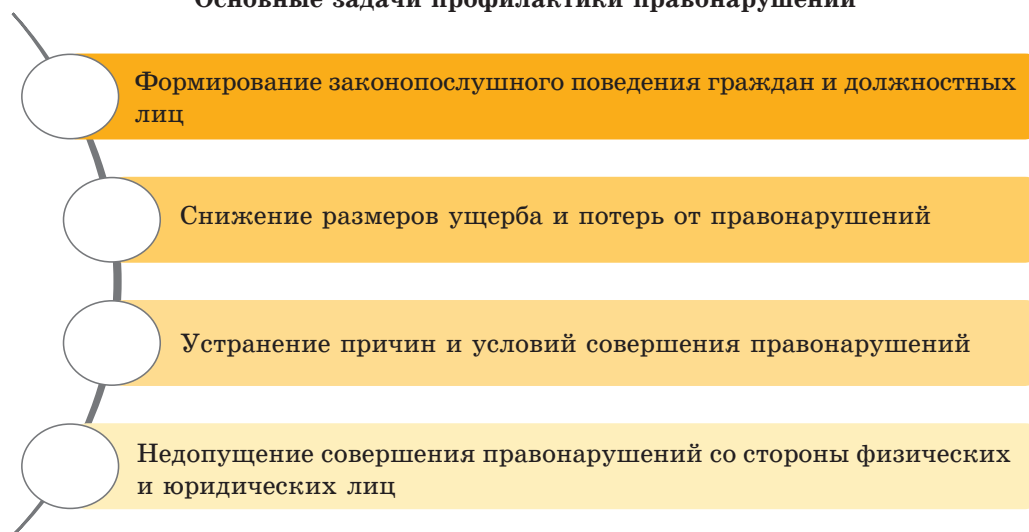 Основные задачи профилактики правонарушений
Формирование законопослушного поведения граждан и должностных
лиц
Снижение размеров ущерба и потерь от правонарушений
Устранение причин и условий совершения правонарушений
Недопущение совершения правонарушений со стороны физических
и юридических лиц